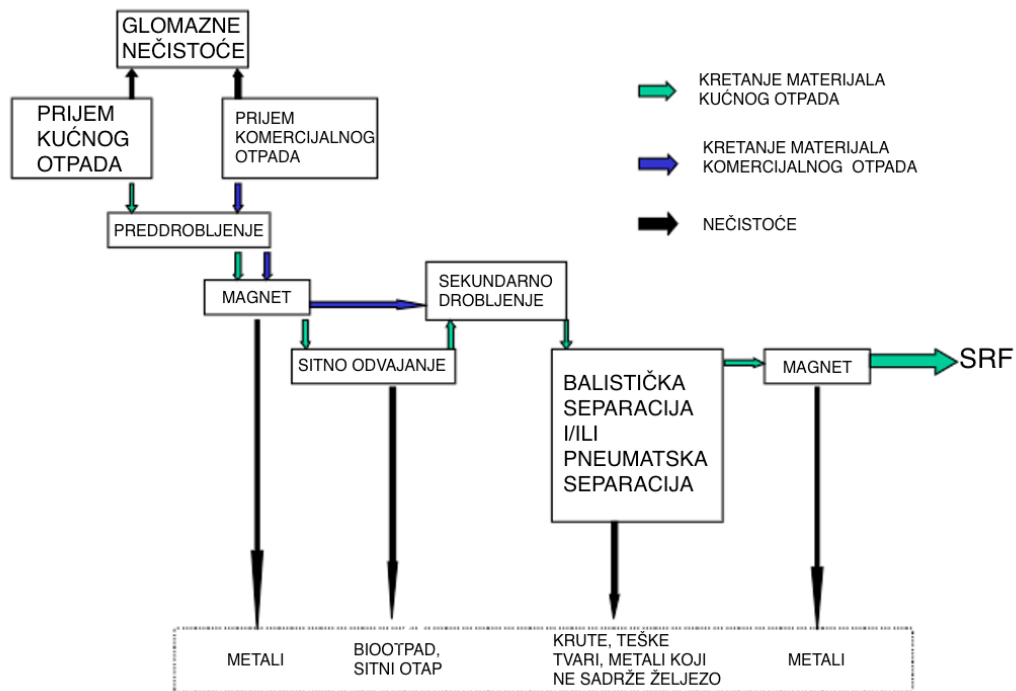 GLOMAZNE
NEČISTOĆE
PRIJEM
KUĆNOG
OTPADA
PRIJEM
KOMERCIJALNOG
OTPADA
KRETANJE MATERIJALA
KUĆNOG OTPADA
KRETANJE MATERIJALA
KOMERCIJALNOG OTPADA
NEČISTOĆE
PREDDROBLJENJE
MAGNET
SEKUNDARNO
DROBLJENJE
SITNO ODVAJANJE
BALISTIČKA
SEPARACIJA
I/ILI
PNEUMATSKA
SEPARACIJA
MAGNET
SRF
METALI
BIOOTPAD,
SITNI OTAP
KRUTE, TEŠKE
TVARI, METALI KOJI
NE SADRŽE ŽELJEZO
METALI